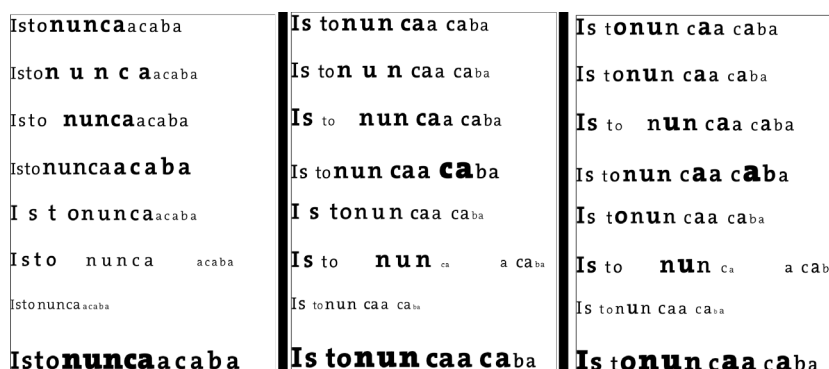 Istonuncaacaba
Iston u n c aacaba
Isto nuncaacaba
Istonuncaacaba
I s t onuncaacaba
Isto nunca acaba
Istonuncaacaba
Istonuncaacaba
Is tonun caa caba
Is ton u n caa caba
Is to nun caa caba
Is tonun caa caba
I s tonun caa caba
Is to nun ca a caba
Is tonun caa caba
Is tonun caa caba
Is tonun caa caba
Is tonun caa caba
Is to nun caa caba
Is tonun caa caba
Is tonun caa caba
Is to nun ca a cab
Is tonun caa caba
Is tonun caa caba